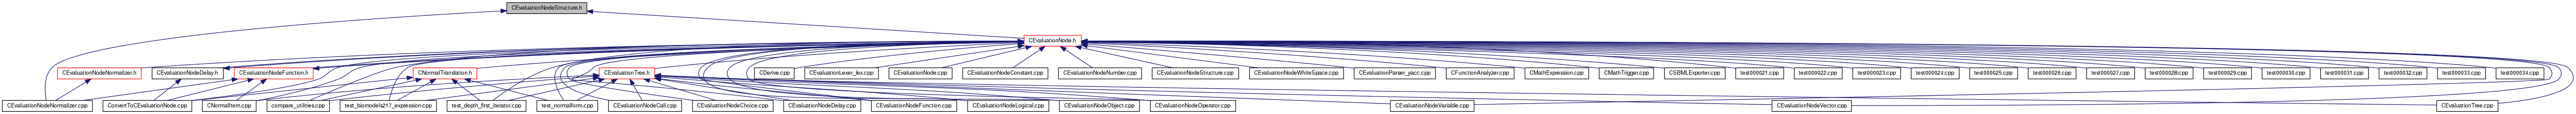 CEvaluationNodeStructure.h
CEvaluationNode.h
CEvaluationNodeNormalizer.h
CEvaluationNodeDelay.h
CEvaluationNodeFunction.h
CNormalTranslation.h
CEvaluationTree.h
CDerive.cpp
CEvaluationLexer_lex.cpp
CEvaluationNode.cpp
CEvaluationNodeConstant.cpp
CEvaluationNodeNumber.cpp
CEvaluationNodeStructure.cpp
CEvaluationNodeWhiteSpace.cpp
CEvaluationParser_yacc.cpp
CFunctionAnalyzer.cpp
CMathExpression.cpp
CMathTrigger.cpp
CSBMLExporter.cpp
test000021.cpp
test000022.cpp
test000023.cpp
test000024.cpp
test000025.cpp
test000026.cpp
test000027.cpp
test000028.cpp
test000029.cpp
test000030.cpp
test000031.cpp
test000032.cpp
test000033.cpp
test000034.cpp
CEvaluationNodeNormalizer.cpp
ConvertToCEvaluationNode.cpp
CNormalItem.cpp
compare_utilities.cpp
test_biomodels217_expression.cpp
test_depth_first_iterator.cpp
test_normalform.cpp
CEvaluationNodeCall.cpp
CEvaluationNodeChoice.cpp
CEvaluationNodeDelay.cpp
CEvaluationNodeFunction.cpp
CEvaluationNodeLogical.cpp
CEvaluationNodeObject.cpp
CEvaluationNodeOperator.cpp
CEvaluationNodeVariable.cpp
CEvaluationNodeVector.cpp
CEvaluationTree.cpp